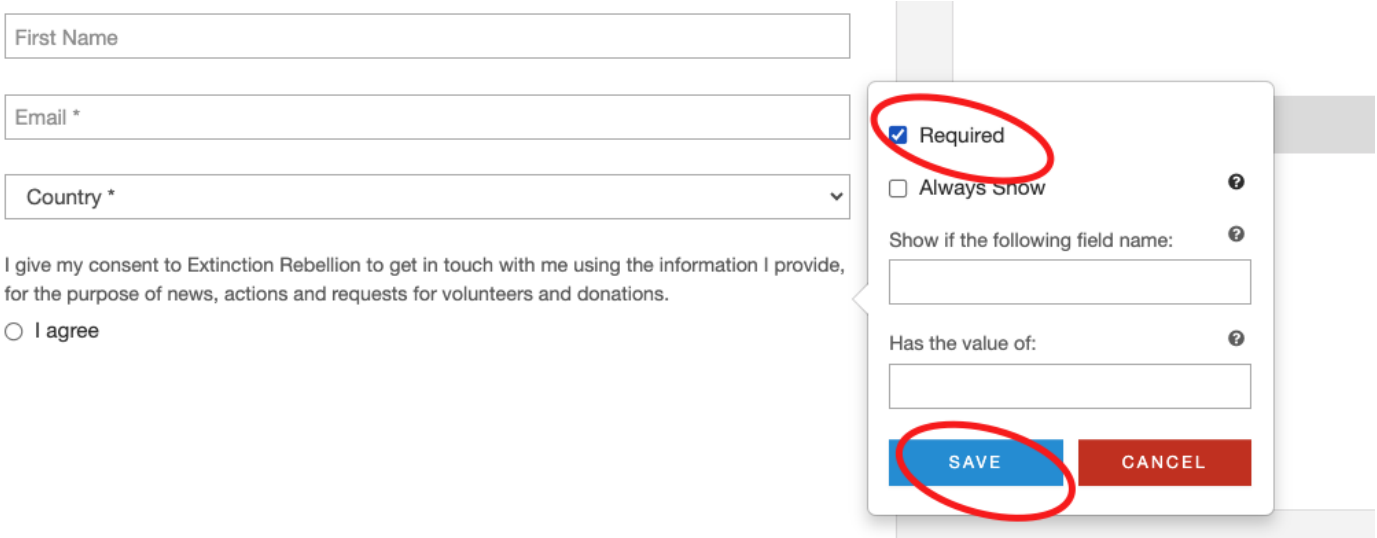 First Name
Email *
Country *
I give my consent to Extinction Rebellion to get in touch with me using the information I provide,
for the purpose of news, actions and requests for volunteers and donations.
I agree
Required
Always Show
?
Show if the following field name:
?
Has the value of:
?
SAVE
CANCEL